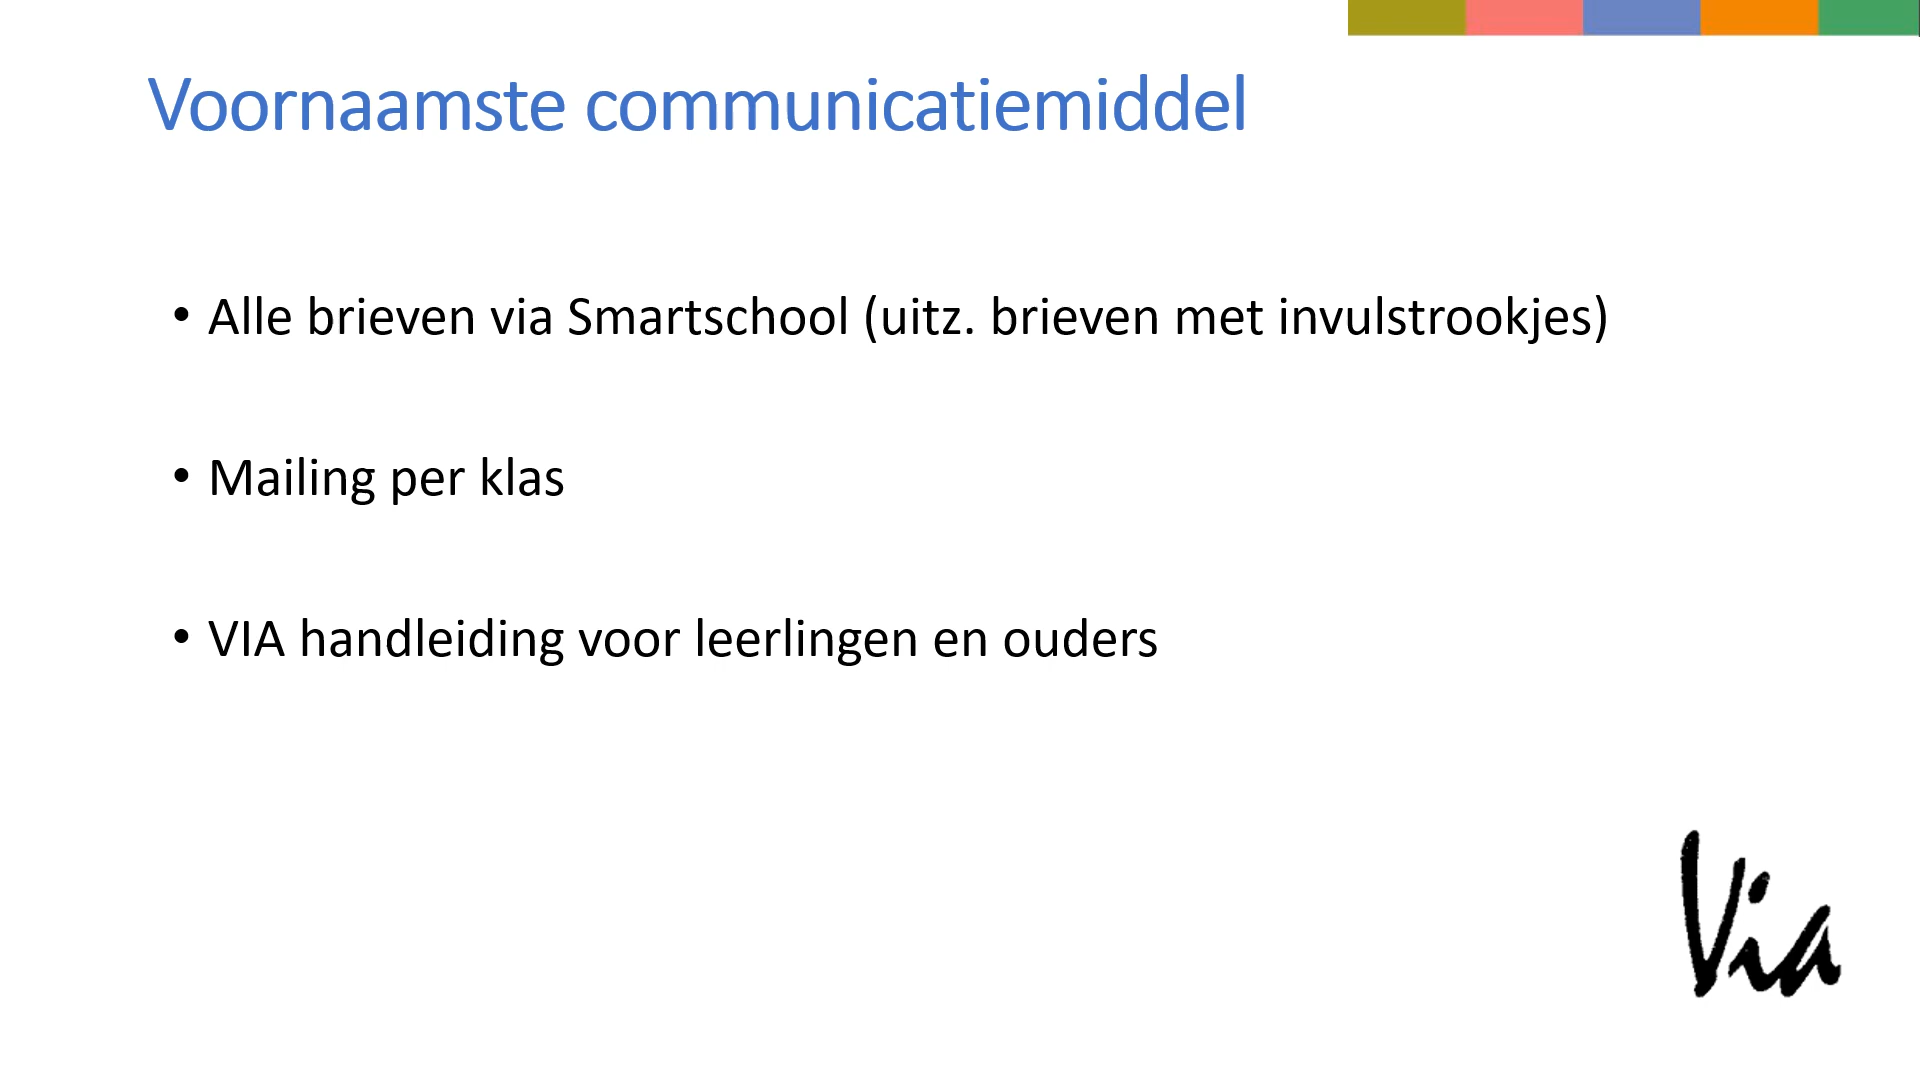 Voornaamste communicatiemiddel
• Alle brieven via Smartschool (uitz. brieven met invulstrookjes)
• Mailing per klas
• VIA handleiding voor leerlingen en ouders
Via